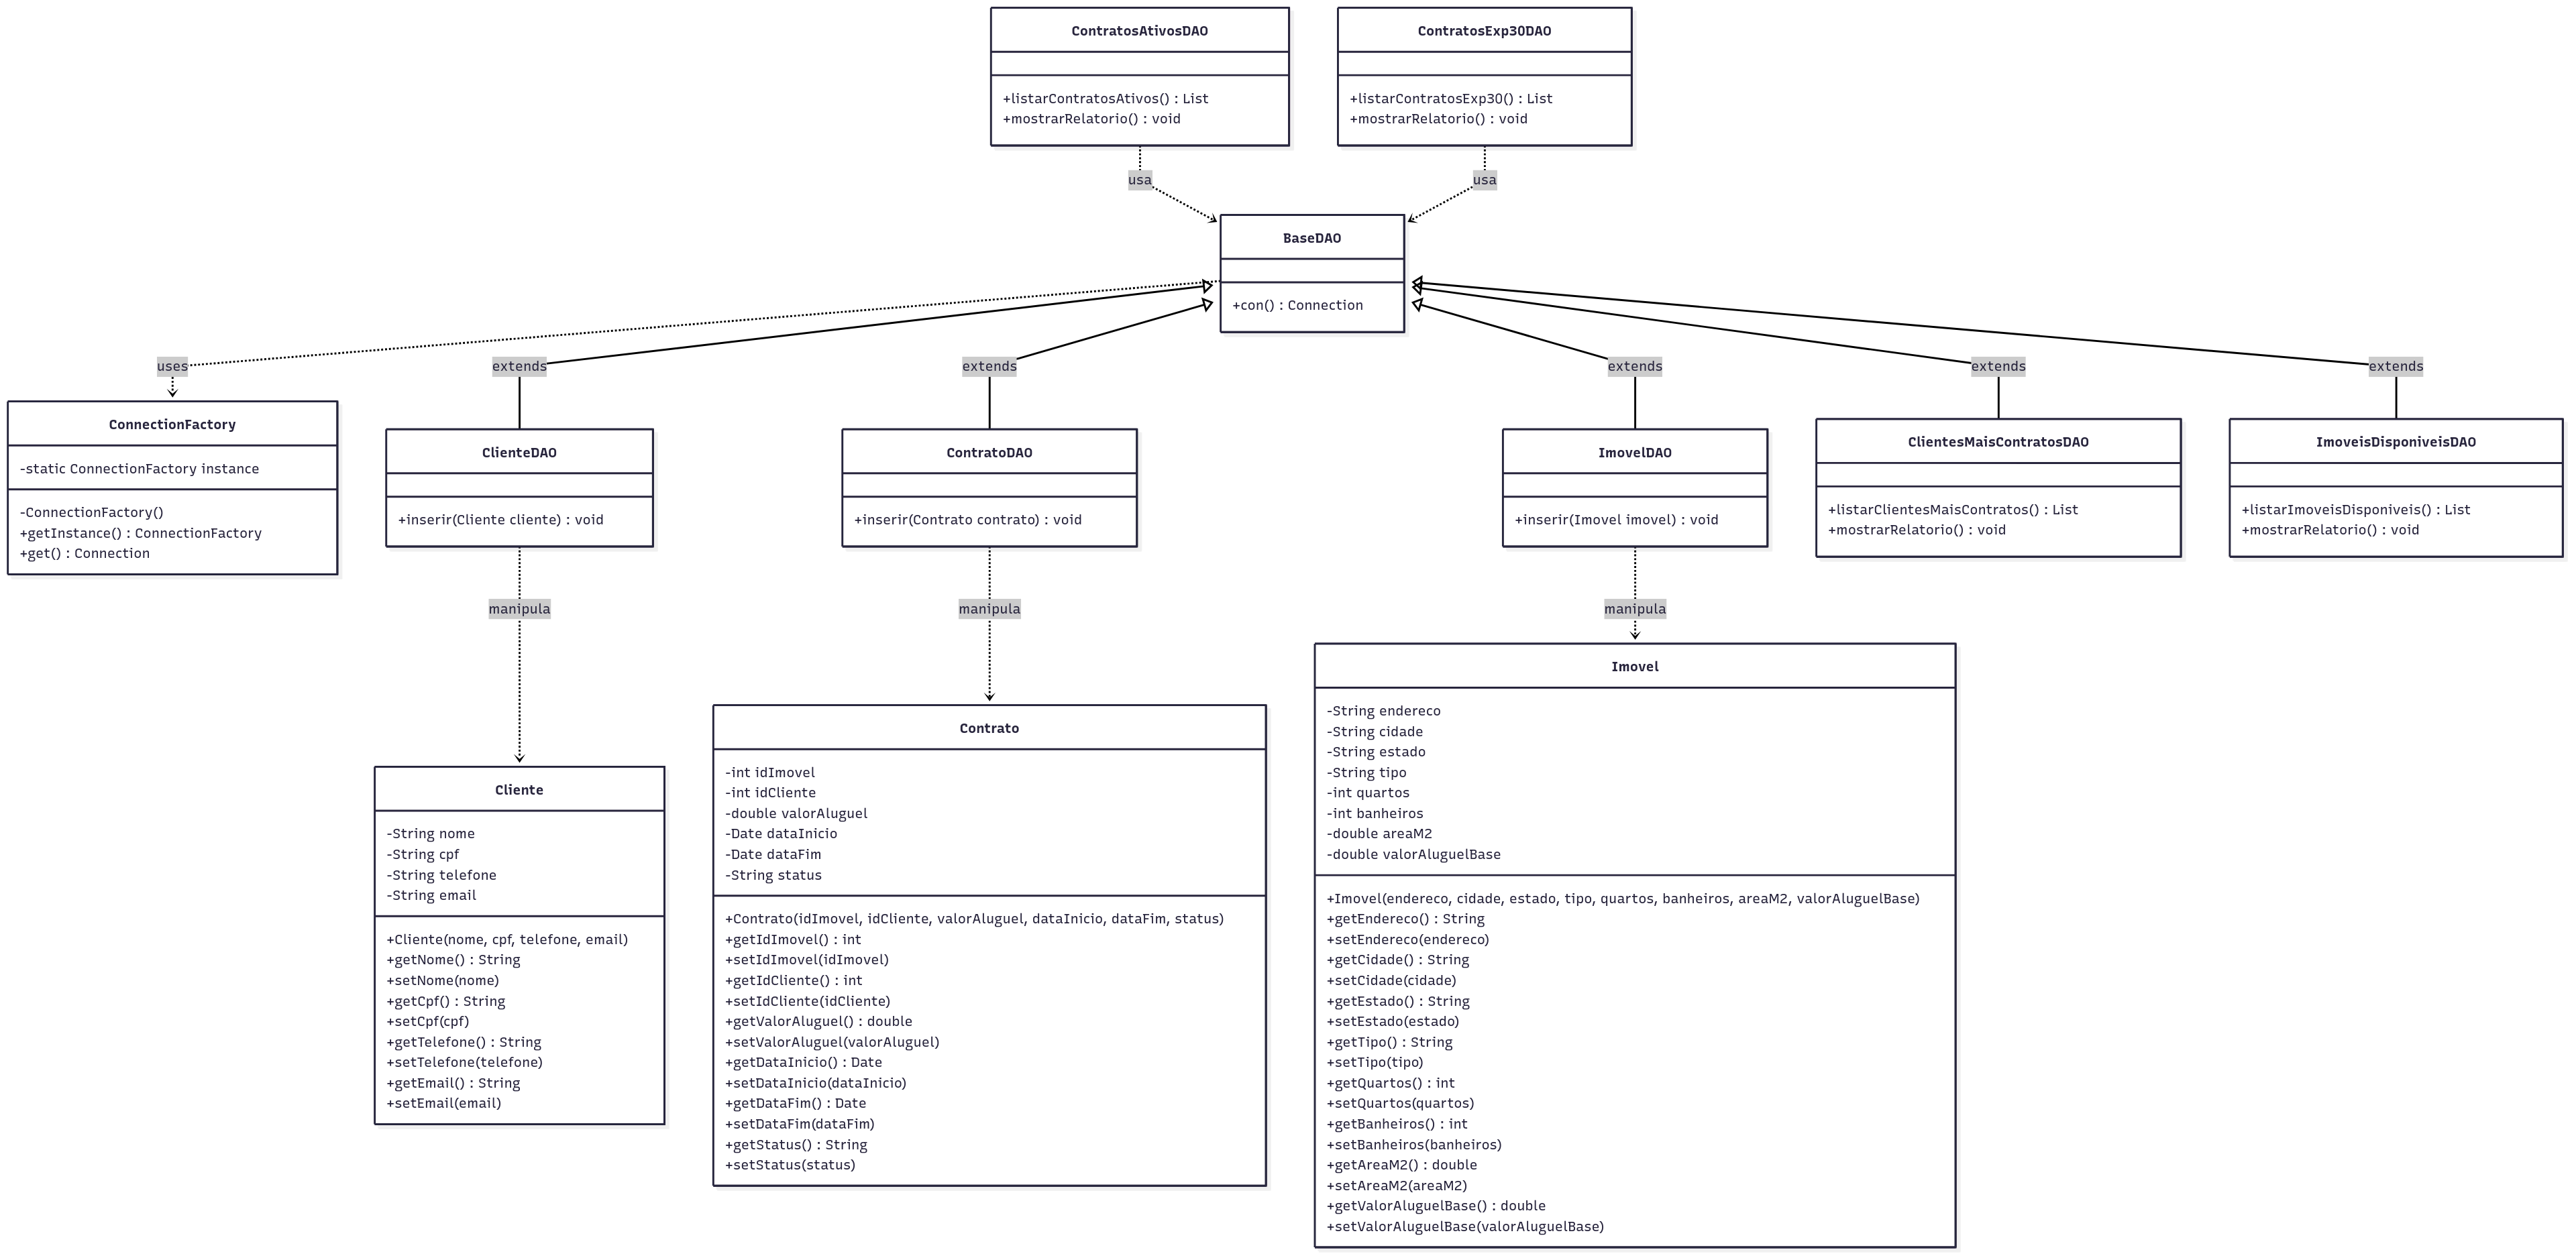 ContratosAtivosDAO
+listarContratosAtivos() : List
+mostrarRelatorio() : void
ContratosExp30DAO
+listarContratosExp30() : List
+mostrarRelatorio() : void
usa
usa
BaseDAO
+con() : Connection
uses
extends
extends
extends
extends
extends
ConnectionFactory
-static ConnectionFactory instance
-ConnectionFactory()
+getInstance() : ConnectionFactory
+get() : Connection
ClienteDAO
+inserir(Cliente cliente) : void
ContratoDAO
+inserir(Contrato contrato) : void
ImovelDAO
+inserir(Imovel imovel) : void
ClientesMaisContratosDAO
+listarClientesMaisContratos() : List
+mostrarRelatorio() : void
ImoveisDisponiveisDAO
+listarImoveisDisponiveis() : List
+mostrarRelatorio() : void
manipula
manipula
manipula
Cliente
-String nome
-String cpf
-String telefone
-String email
+Cliente(nome, cpf, telefone, email)
+getNome() : String
+setNome(nome)
+getCpf() : String
+setCpf(cpf)
+getTelefone() : String
+setTelefone(telefone)
+getEmail() : String
+setEmail(email)
Contrato
-int idImovel
-int idCliente
-double valorAluguel
-Date dataInicio
-Date dataFim
-String status
+Contrato(idImovel, idCliente, valorAluguel, dataInicio, dataFim, status)
+getIdImovel() : int
+setIdImovel(idImovel)
+getIdCliente() : int
+setIdCliente(idCliente)
+getValorAluguel() : double
+setValorAluguel(valorAluguel)
+getDataInicio() : Date
+setDataInicio(dataInicio)
+getDataFim() : Date
+setDataFim(dataFim)
+getStatus() : String
+setStatus(status)
Imovel
-String endereco
-String cidade
-String estado
-String tipo
-int quartos
-int banheiros
-double areaM2
-double valorAluguelBase
+Imovel(endereco, cidade, estado, tipo, quartos, banheiros, areaM2, valorAluguelBase)
+getEndereco() : String
+setEndereco(endereco)
+getCidade() : String
+setCidade(cidade)
+getEstado() : String
+setEstado(estado)
+getTipo() : String
+setTipo(tipo)
+getQuartos() : int
+setQuartos(quartos)
+getBanheiros() : int
+setBanheiros(banheiros)
+getAreaM2() : double
+setAreaM2(areaM2)
+getValorAluguelBase() : double
+setValorAluguelBase(valorAluguelBase)